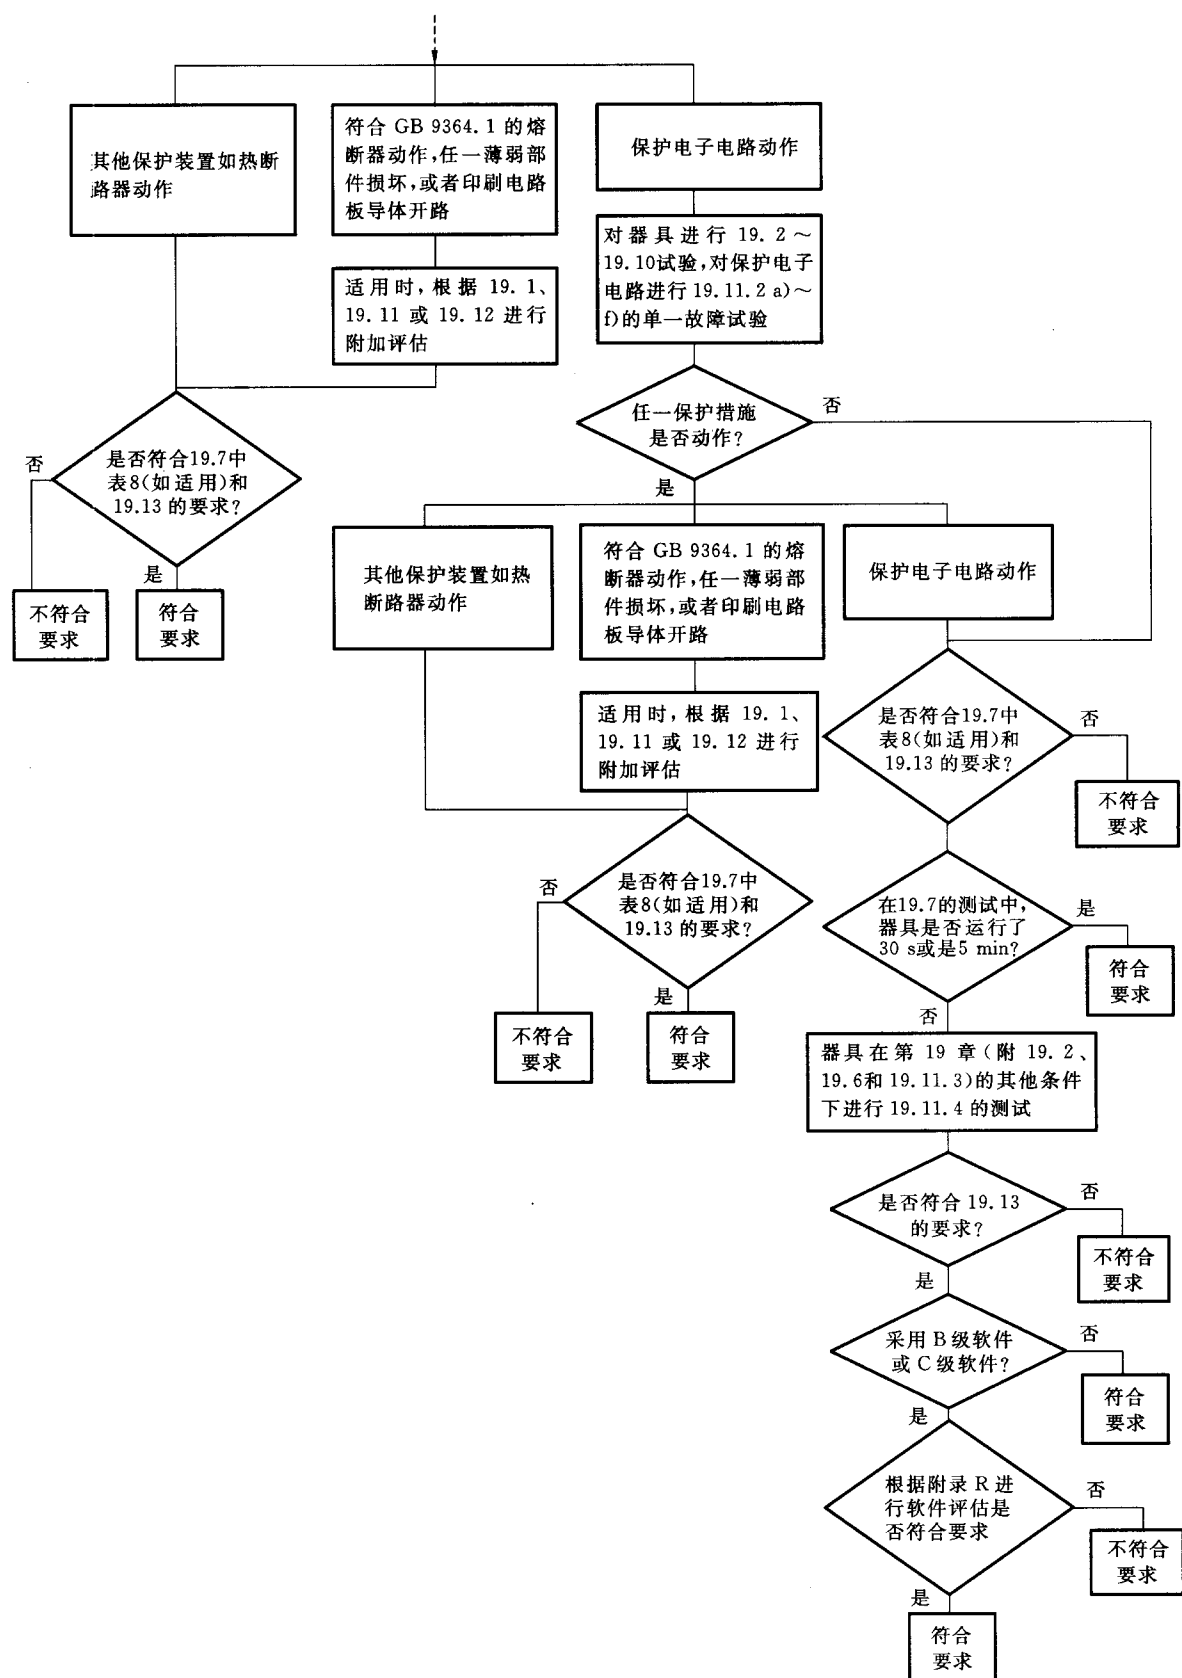 其他保护装置如热断
路器动作
符合 GB 9364.1 的熔
断器动作,任一薄弱部
件损坏,或者印刷电路
板导体开路
保护电子电路动作
适用时,根据 19.1、
19.11 或 19.12 进行
附加评估
对器具进行 19.2～
19.10试验,对保护电子
电路进行19.11.2 a)～
f)的单一故障试验
任一保护措施
是否动作?
否
是
是否符合19.7中
表8(如适用)和
19.13 的要求?
否
是
不符合
要求
符合
要求
其他保护装置如热
断路器动作
符合 GB 9364.1 的熔
断器动作,任一薄弱部
件损坏,或者印刷电路
板导体开路
保护电子电路动作
适用时,根据 19.1、
19.11 或 19.12 进行
附加评估
是否符合19.7中
表8(如适用)和
19.13 的要求?
否
是
不符合
要求
符合
要求
是否符合19.7中
表8(如适用)和
19.13 的要求?
否
不符合
要求
在19.7的测试中,
器具是否运行了
30 s或是5 min?
是
符合
要求
否
器具在第 19 章(附 19.2、
19.6和 19.11.3)的其他条件
下进行 19.11.4 的测试
是否符合 19.13
的要求?
否
不符合
要求
是
采用 B 级软件
或 C 级软件?
否
符合
要求
是
根据附录 R 进
行软件评估是
否符合要求
否
不符合
要求
是
符合
要求